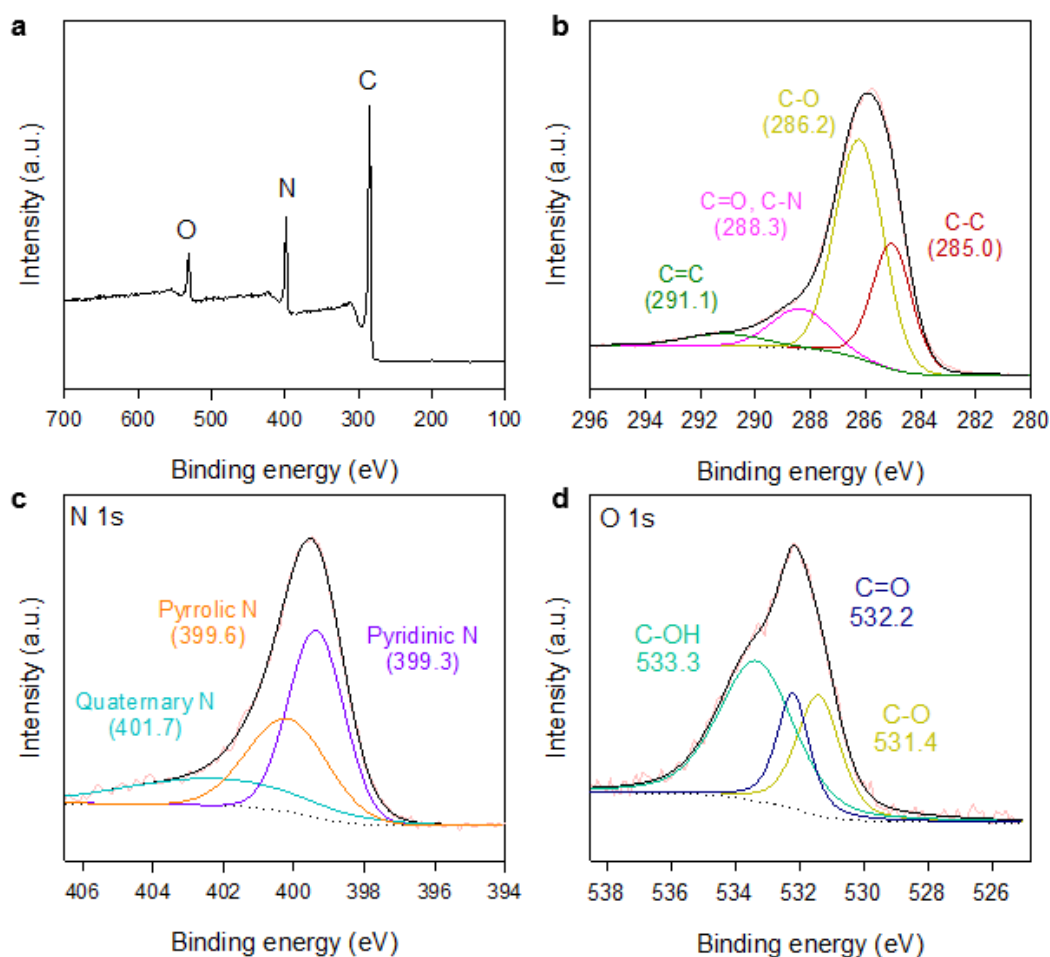 a
O
N
C
Intensity (a.u.)
700 600 500 400 300 200 100
Binding energy (eV)
b
C-O
(286.2)
C=O, C-N
(288.3)
C-C
(285.0)
C=C
(291.1)
Intensity (a.u.)
296 294 292 290 288 286 284 282 280
Binding energy (eV)
c
N 1s
Pyrrolic N
(399.6)
Pyridinic N
(399.3)
Quaternary N
(401.7)
Intensity (a.u.)
406 404 402 400 398 396 394
Binding energy (eV)
d
O 1s
C=O
532.2
C-OH
533.3
C-O
531.4
Intensity (a.u.)
538 536 534 532 530 528 526
Binding energy (eV)